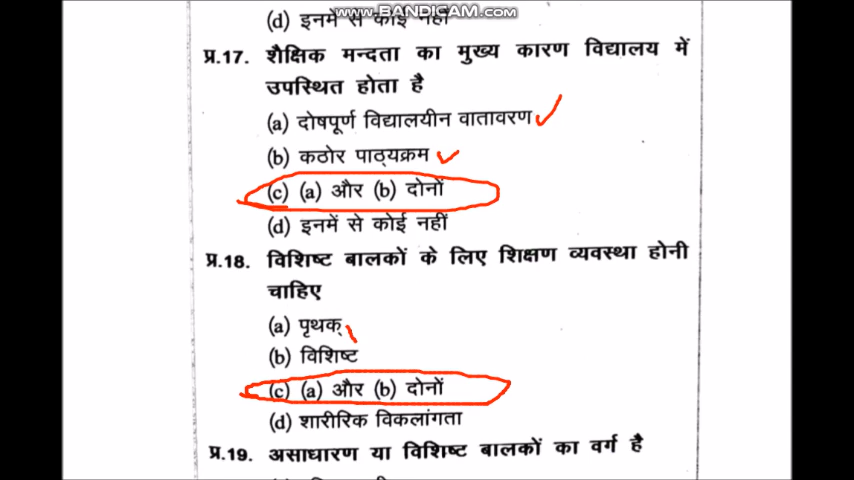 www.BANDICAM.com
(d) इनमें से कोई नहीं
प्र.17. शैक्षिक मन्दता का मुख्य कारण विद्यालय में
उपस्थित होता है
(a) दोषपूर्ण विद्यालयीन वातावरण
(b) कठोर पाठ्यक्रम
(c) (a) और (b) दोनों
(d) इनमें से कोई नहीं
प्र.18. विशिष्ट बालकों के लिए शिक्षण व्यवस्था होनी
चाहिए
(a) पृथक्
(b) विशिष्ट
(c) (a) और (b) दोनों
(d) शारीरिक विकलांगता
प्र.19. असाधारण या विशिष्ट बालकों का वर्ग है